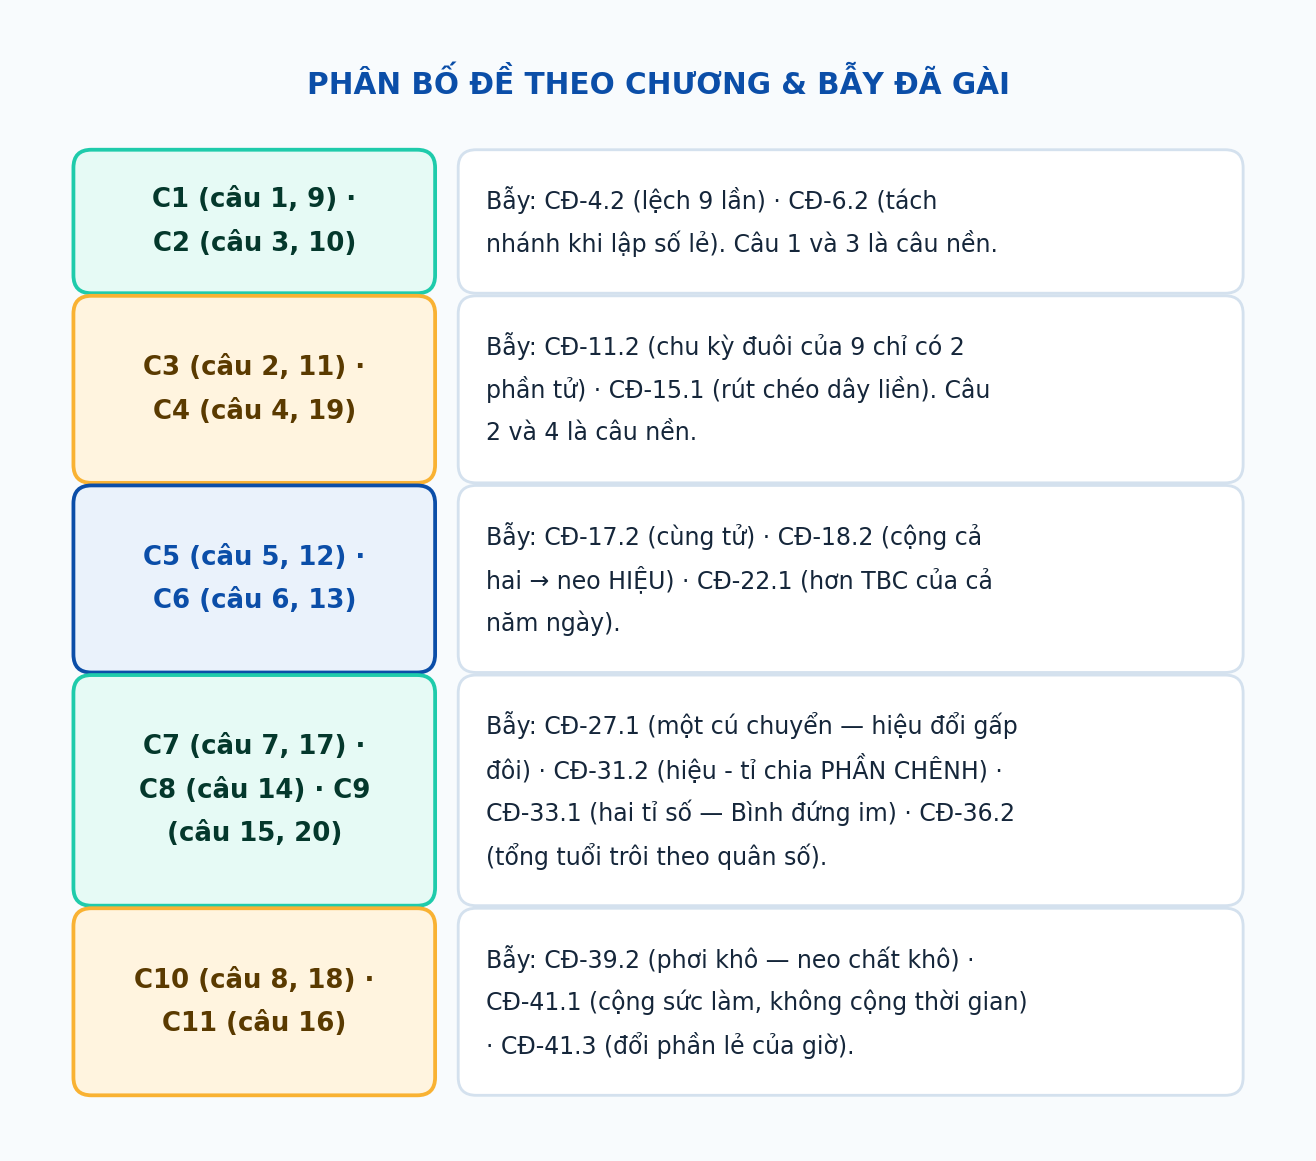 PHÂN BỐ ĐỀ THEO CHƯƠNG & BẪY ĐÃ GÀI
C1 (câu 1, 9) ·
C2 (câu 3, 10)
Bẫy: CĐ-4.2 (lệch 9 lần) · CĐ-6.2 (tách
nhánh khi lập số lẻ). Câu 1 và 3 là câu nền.
C3 (câu 2, 11) ·
C4 (câu 4, 19)
Bẫy: CĐ-11.2 (chu kỳ đuôi của 9 chỉ có 2
phần tử) · CĐ-15.1 (rút chéo dây liền). Câu
2 và 4 là câu nền.
C5 (câu 5, 12) ·
C6 (câu 6, 13)
Bẫy: CĐ-17.2 (cùng tử) · CĐ-18.2 (cộng cả
hai → neo HIỆU) · CĐ-22.1 (hơn TBC của cả
năm ngày).
C7 (câu 7, 17) ·
C8 (câu 14) · C9
(câu 15, 20)
Bẫy: CĐ-27.1 (một cú chuyển — hiệu đổi gấp
đôi) · CĐ-31.2 (hiệu - tỉ chia PHẦN CHÊNH) ·
CĐ-33.1 (hai tỉ số — Bình đứng im) · CĐ-36.2
(tổng tuổi trôi theo quân số).
C10 (câu 8, 18) ·
C11 (câu 16)
Bẫy: CĐ-39.2 (phơi khô — neo chất khô) ·
CĐ-41.1 (cộng sức làm, không cộng thời gian)
· CĐ-41.3 (đổi phần lẻ của giờ).